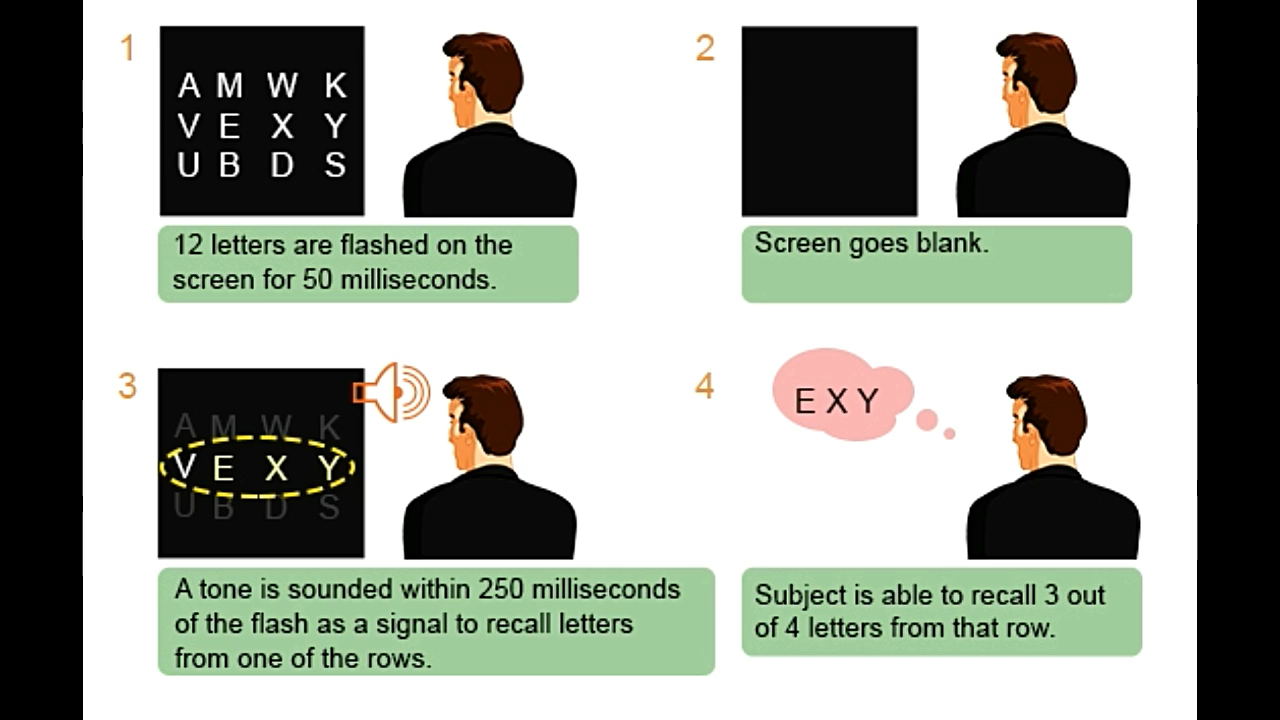 1
A M W K
V E X Y
U B D S
12 letters are flashed on the
screen for 50 milliseconds.
2
Screen goes blank.
3
A M W K
V E X Y
U B D S
A tone is sounded within 250 milliseconds
of the flash as a signal to recall letters
from one of the rows.
4
E X Y
Subject is able to recall 3 out
of 4 letters from that row.